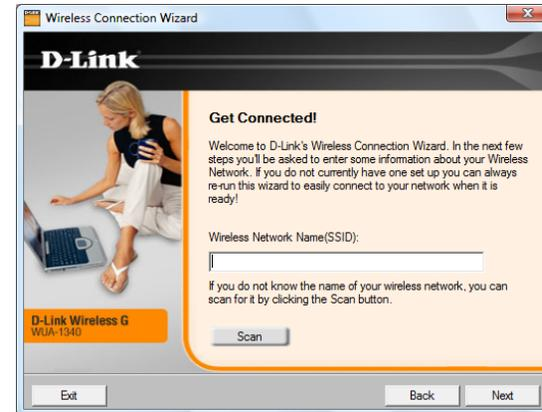 Wireless Connection Wizard
D-Link
Get Connected!
Welcome to D-Link's Wireless Connection Wizard. In the next few
steps you'll be asked to enter some information about your Wireless
Network. If you do not currently have one set up you can always
re-run this wizard to easily connect to your network when it is
ready!
Wireless Network Name(SSID):
If you do not know the name of your wireless network, you can
scan for it by clicking the Scan button.
D-Link Wireless G
WUA-1340
Scan
Exit
Back
Next